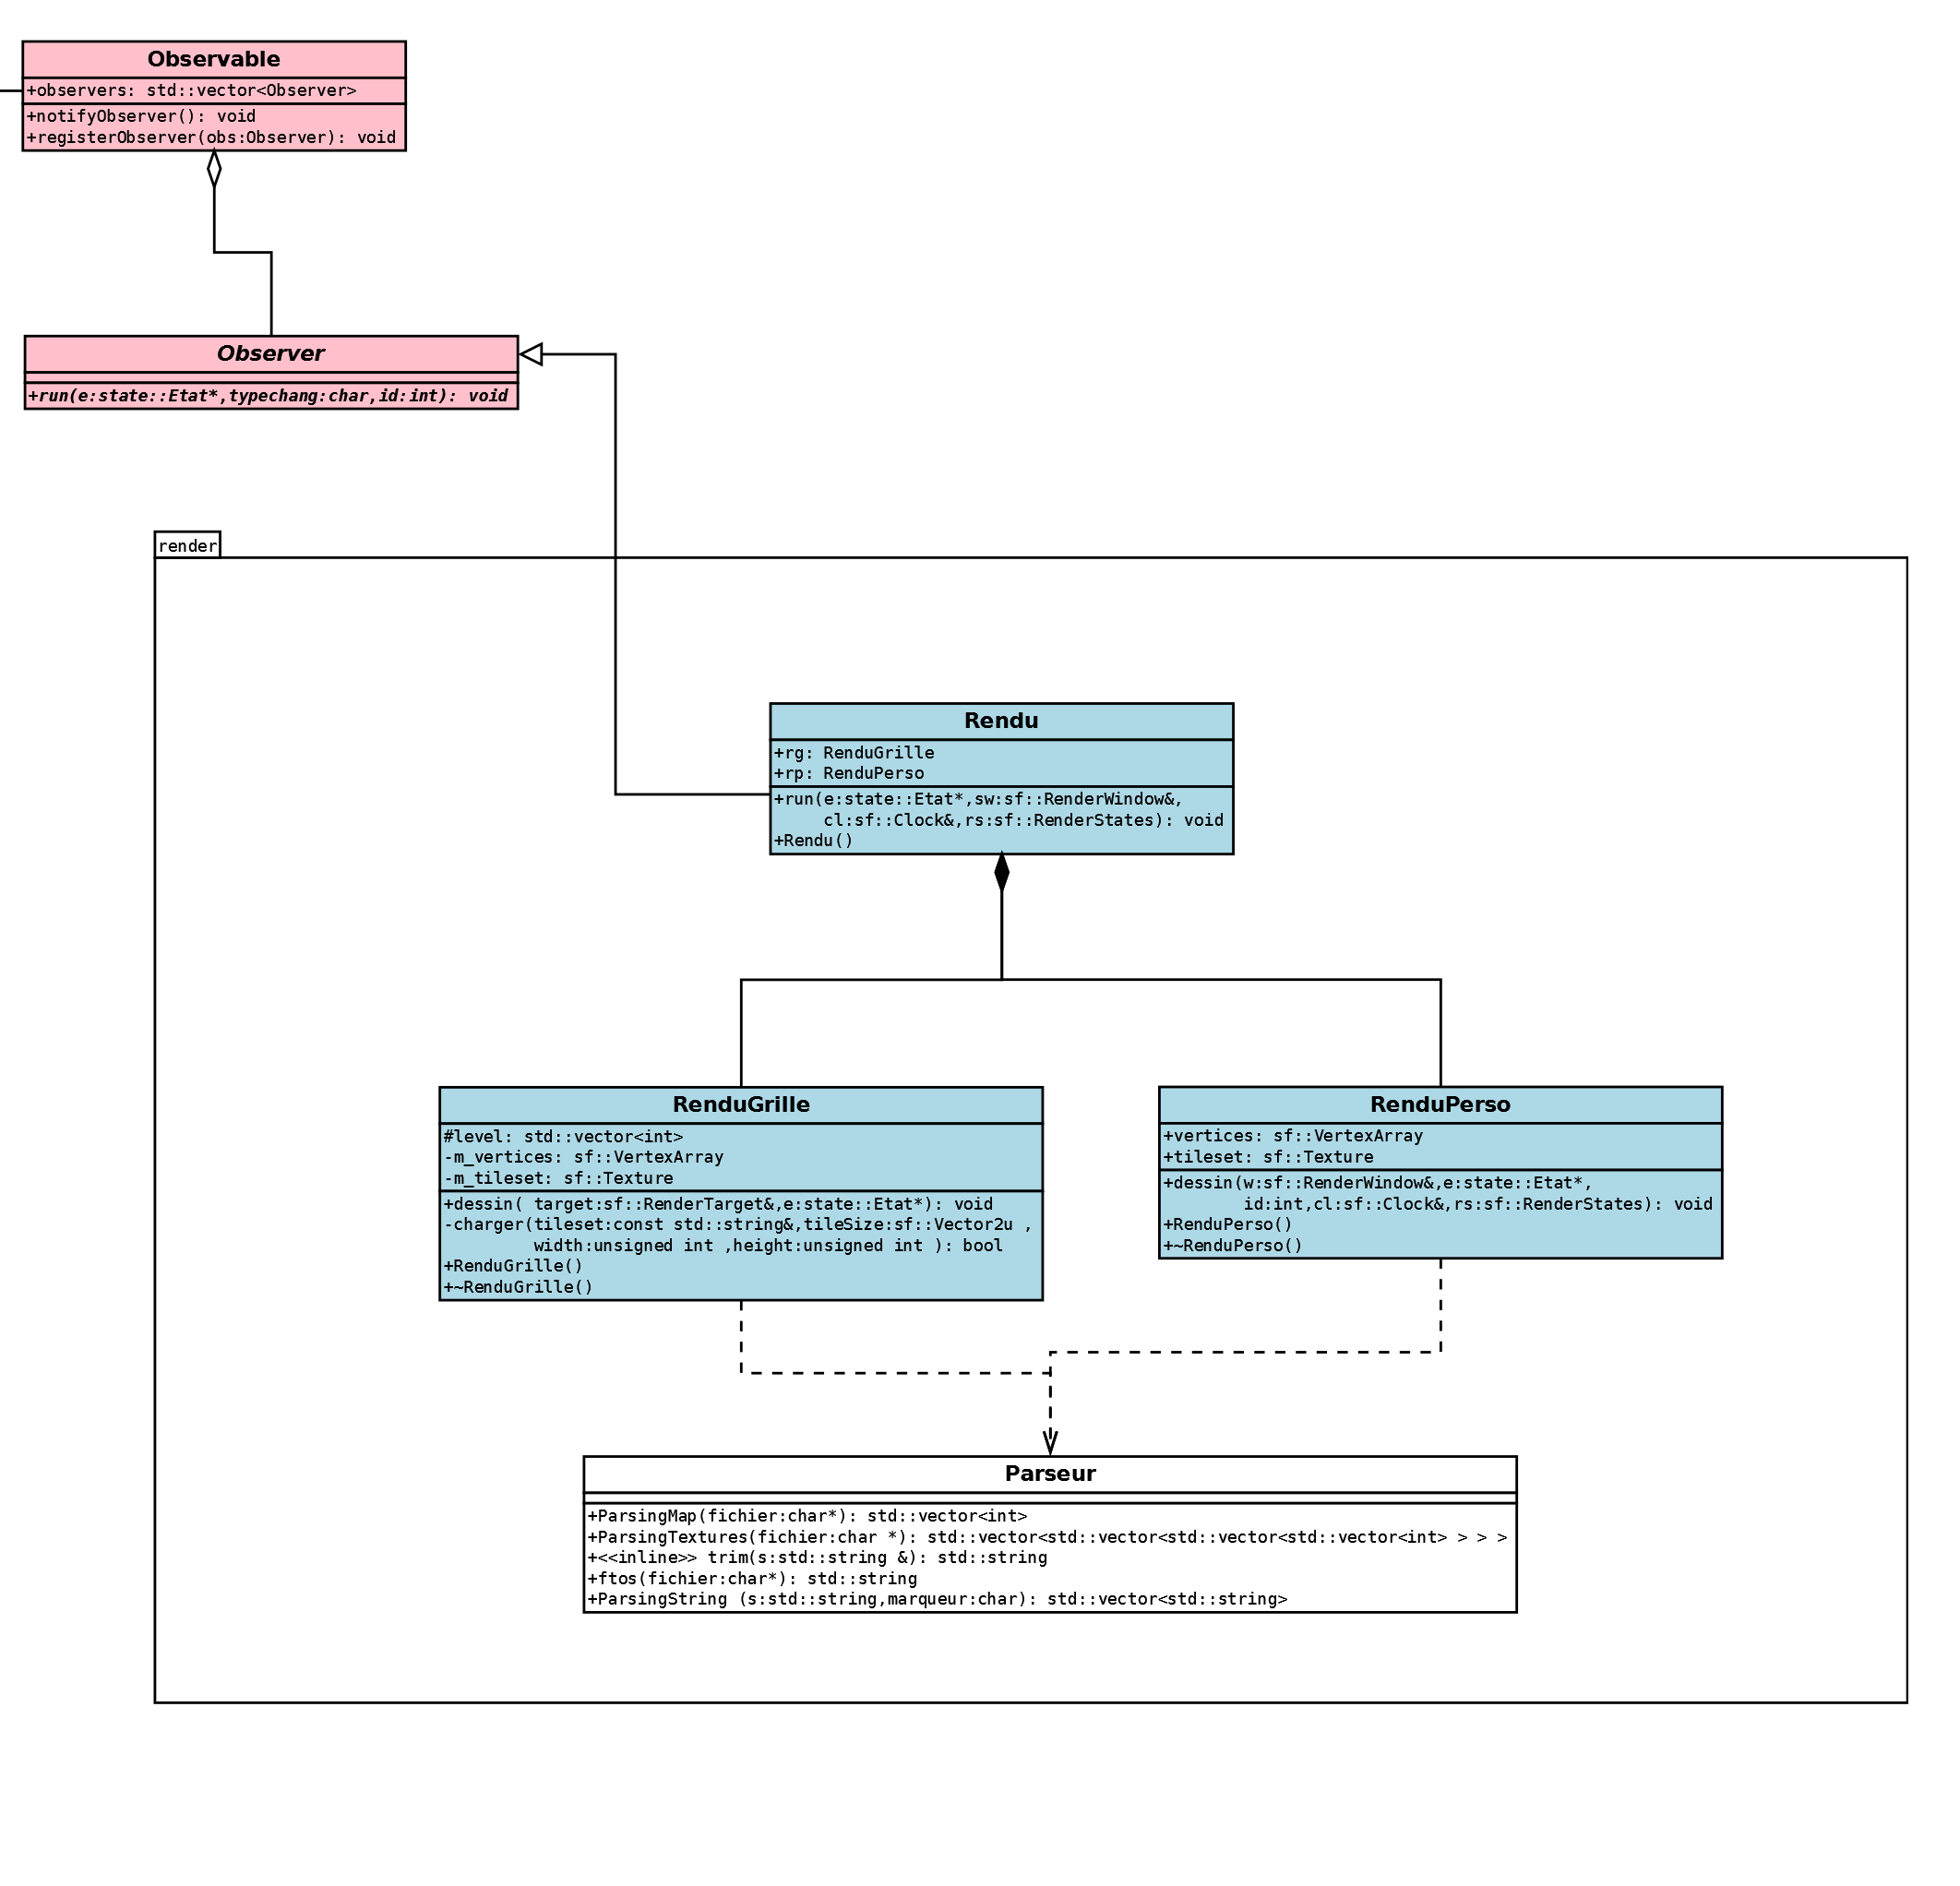 Observable
+observers: std::vector<Observer>
+notifyObserver(): void
+registerObserver(obs:Observer): void
Observer
+run(e:state::Etat*,typechang:char,id:int): void
render
Rendu
+rg: RenduGrille
+rp: RenduPerso
+run(e:state::Etat*,sw:sf::RenderWindow&,
cl:sf::Clock&,rs:sf::RenderStates): void
+Rendu()
RenduGrille
#level: std::vector<int>
-m_vertices: sf::VertexArray
-m_tileset: sf::Texture
+dessin( target:sf::RenderTarget&,e:state::Etat*): void
-charger(tileset:const std::string&,tileSize:sf::Vector2u ,
width:unsigned int ,height:unsigned int ): bool
+RenduGrille()
+~RenduGrille()
RenduPerso
+vertices: sf::VertexArray
+tileset: sf::Texture
+dessin(w:sf::RenderWindow&,e:state::Etat*,
id:int,cl:sf::Clock&,rs:sf::RenderStates): void
+RenduPerso()
+~RenduPerso()
Parseur
+ParsingMap(fichier:char*): std::vector<int>
+ParsingTextures(fichier:char *): std::vector<std::vector<std::vector<std::vector<int> > > >
+<<inline>> trim(s:std::string &): std::string
+ftos(fichier:char*): std::string
+ParsingString (s:std::string,marqueur:char): std::vector<std::string>